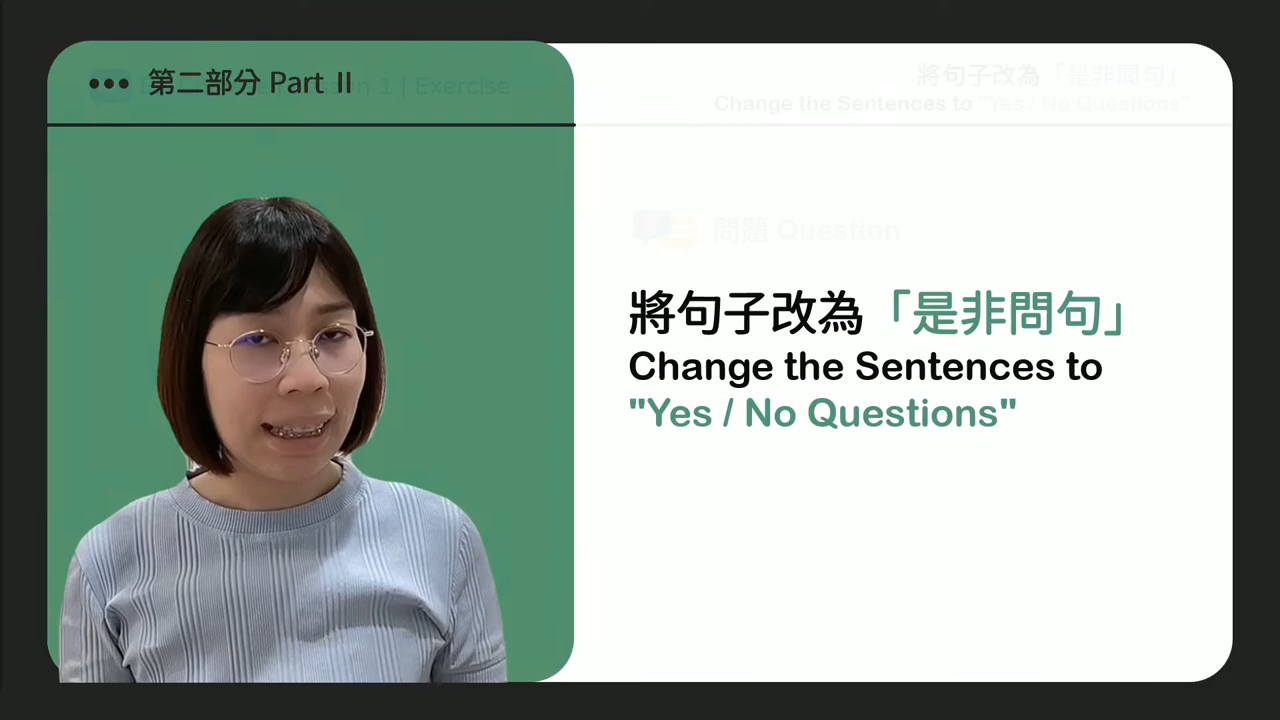 第二部分 Part II
將句子改為「是非問句」
Change the Sentences to "Yes / No Questions"
問題 Question
將句子改為「是非問句」
Change the Sentences to
"Yes / No Questions"